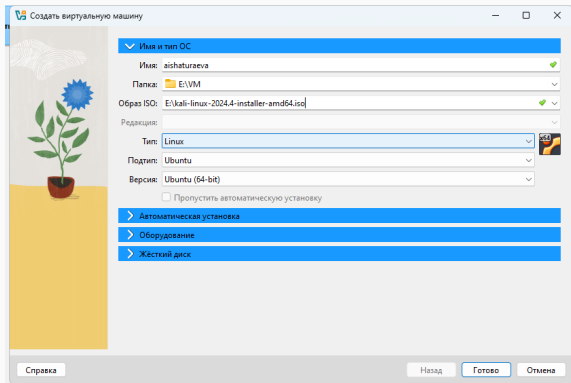 Создать виртуальную машину
Имя и тип ОС
Имя: aishaturaeva
Папка: E:\VM
Образ ISO: E:\kali-linux-2024.4-installer-amd64.iso
Редакция:
Тип: Linux
Подтип: Ubuntu
Версия: Ubuntu (64-bit)
Пропустить автоматическую установку
Автоматическая установка
Оборудование
Жёсткий диск
Справка Назад Готово Отмена